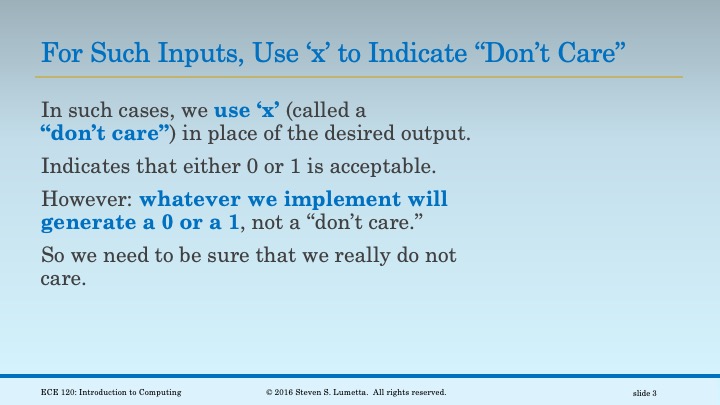 For Such Inputs, Use ‘x’ to Indicate “Don’t Care”
In such cases, we use ‘x’ (called a
“don’t care”) in place of the desired output.
Indicates that either 0 or 1 is acceptable.
However: whatever we implement will
generate a 0 or a 1, not a “don’t care.”
So we need to be sure that we really do not
care.
ECE 120: Introduction to Computing
© 2016 Steven S. Lumetta. All rights reserved.
slide 3